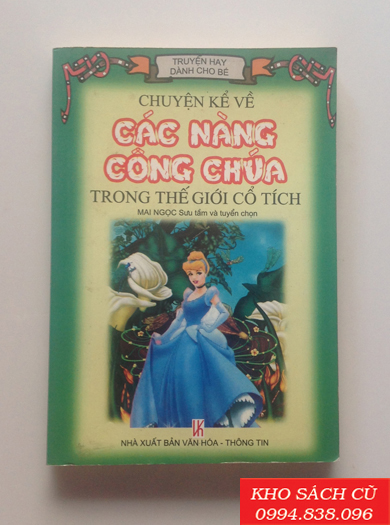 TRUYỆN HAY
DÀNH CHO BÉ
CHUYỆN KỂ VỀ
CÁC NÀNG
CÔNG CHÚA
TRONG THẾ GIỚI CỔ TÍCH
MAI NGỌC Sưu tầm và tuyển chọn
NHÀ XUẤT BẢN VĂN HÓA - THÔNG TIN
KHO SÁCH CŨ
0994.838.096